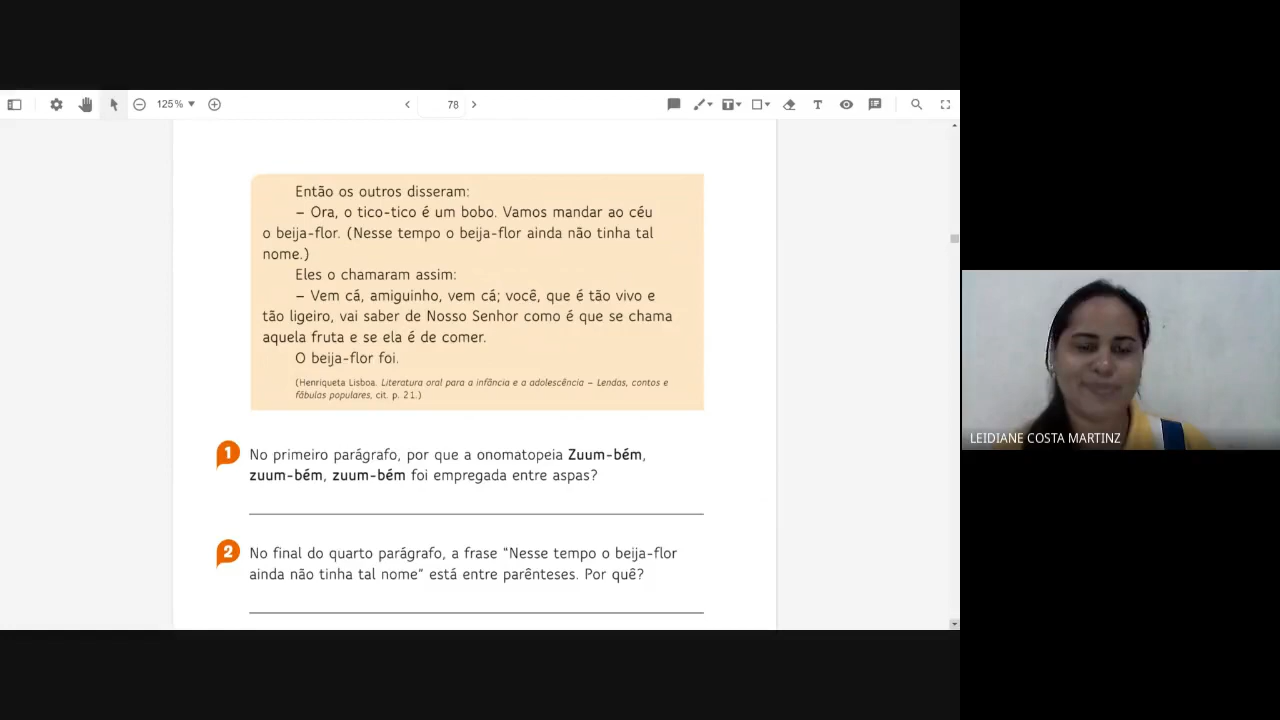 125%
78
Então os outros disseram:
– Ora, o tico-tico é um bobo. Vamos mandar ao céu
o beija-flor. (Nesse tempo o beija-flor ainda não tinha tal
nome.)
Eles o chamaram assim:
– Vem cá, amiguinho, vem cá; você, que é tão vivo e
tão ligeiro, vai saber de Nosso Senhor como é que se chama
aquela fruta e se ela é de comer.
O beija-flor foi.
(Henriqueta Lisboa. Literatura oral para a infância e a adolescência – Lendas, contos e
fábulas populares, cit. p. 21.)
1 No primeiro parágrafo, por que a onomatopeia Zuum-bém,
zuum-bém, zuum-bém foi empregada entre aspas?
2 No final do quarto parágrafo, a frase "Nesse tempo o beija-flor
ainda não tinha tal nome" está entre parênteses. Por quê?
LEIDIANE COSTA MARTINZ